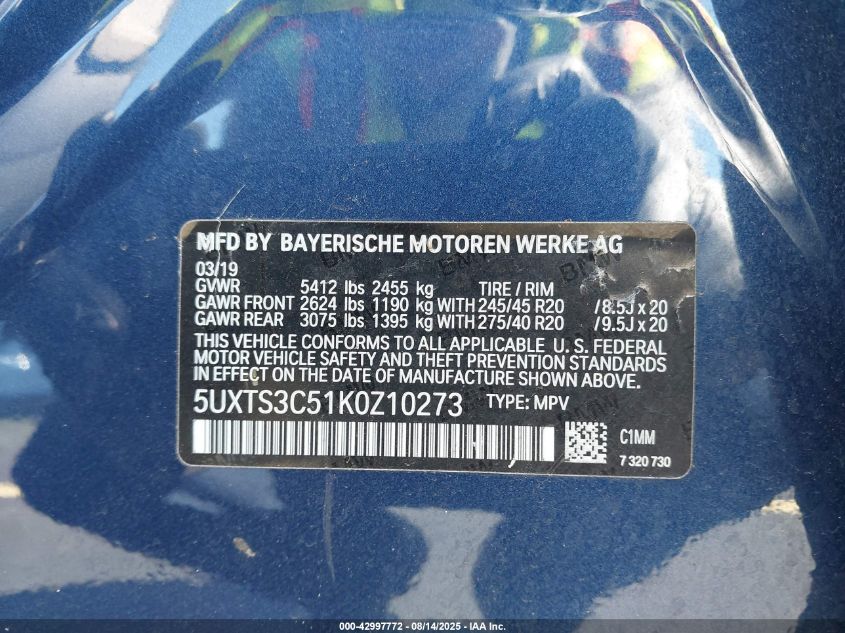 MFD BY BAYERISCHE MOTOREN WERKE AG
03/19
GVWR 5412 lbs 2455 kg TIRE / RIM
GAWR FRONT 2624 lbs 1190 kg WITH 245/45 R20 /8.5J x 20
GAWR REAR 3075 lbs 1395 kg WITH 275/40 R20 /9.5J x 20
THIS VEHICLE CONFORMS TO ALL APPLICABLE U. S. FEDERAL
MOTOR VEHICLE SAFETY AND THEFT PREVENTION STANDARDS
IN EFFECT ON THE DATE OF MANUFACTURE SHOWN ABOVE.
5UXTS3C51K0Z10273 TYPE: MPV
C1MM
7 320 730
000-42997772 - 08/14/2025 - IAA Inc.